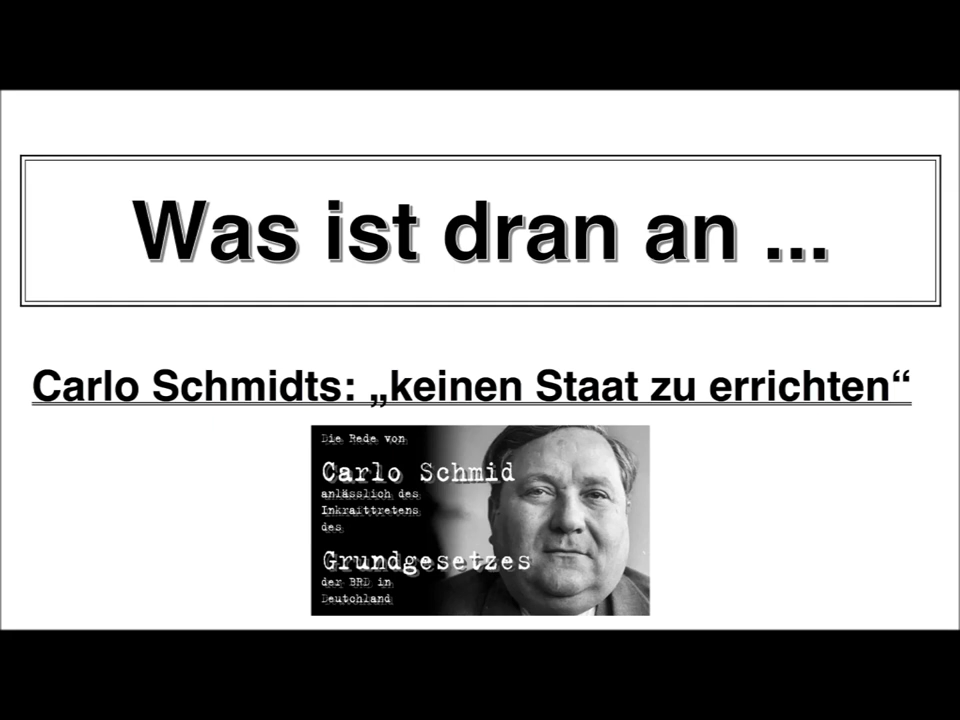 Was ist dran an ...
Carlo Schmidts: „keinen Staat zu errichten“
Die Rede von
Carlo Schmid
anlässlich des
Inkrafttretens
des
Grundgesetzes
der BRD in
Deutchland